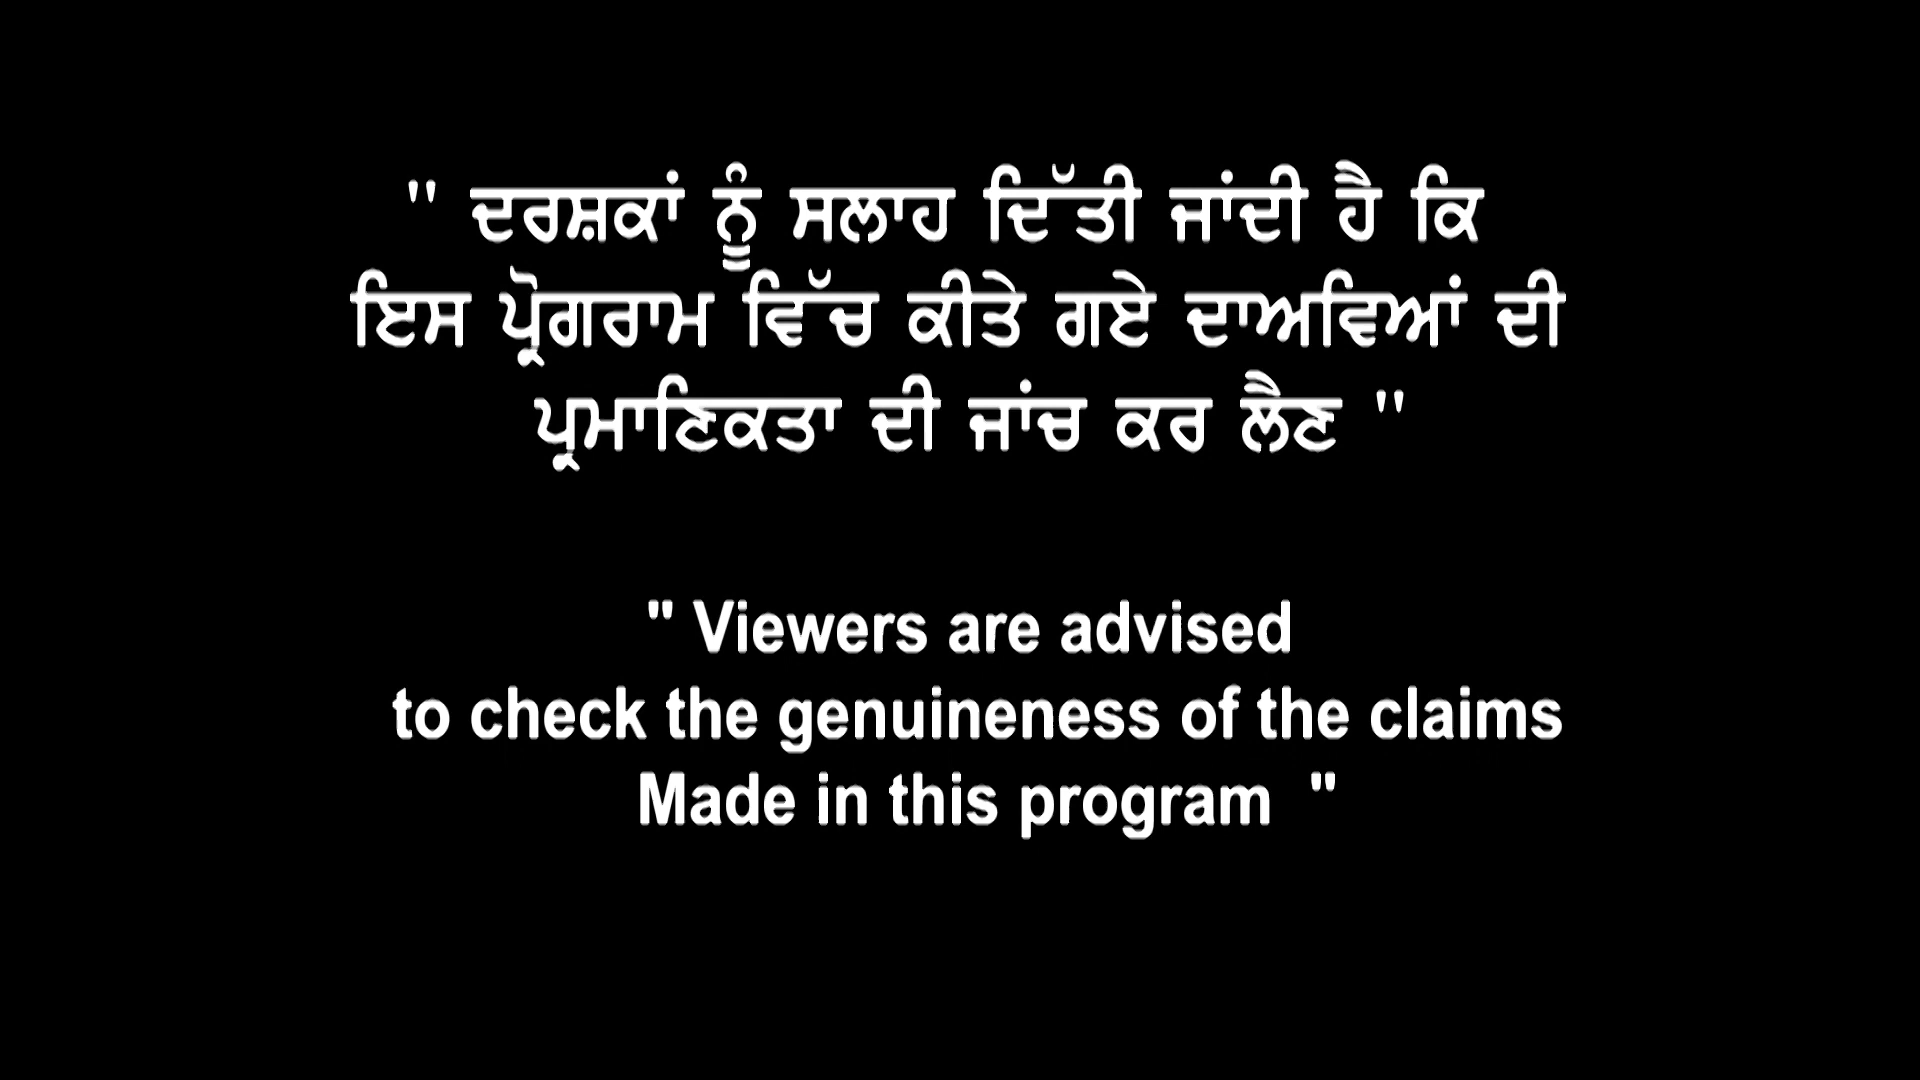 " ਦਰਸ਼ਕਾਂ ਨੂੰ ਸਲਾਹ ਦਿੱਤੀ ਜਾਂਦੀ ਹੈ ਕਿ
ਇਸ ਪ੍ਰੋਗਰਾਮ ਵਿੱਚ ਕੀਤੇ ਗਏ ਦਾਅਵਿਆਂ ਦੀ
ਪ੍ਰਮਾਣਿਕਤਾ ਦੀ ਜਾਂਚ ਕਰ ਲੈਣ "
" Viewers are advised
to check the genuineness of the claims
Made in this program "